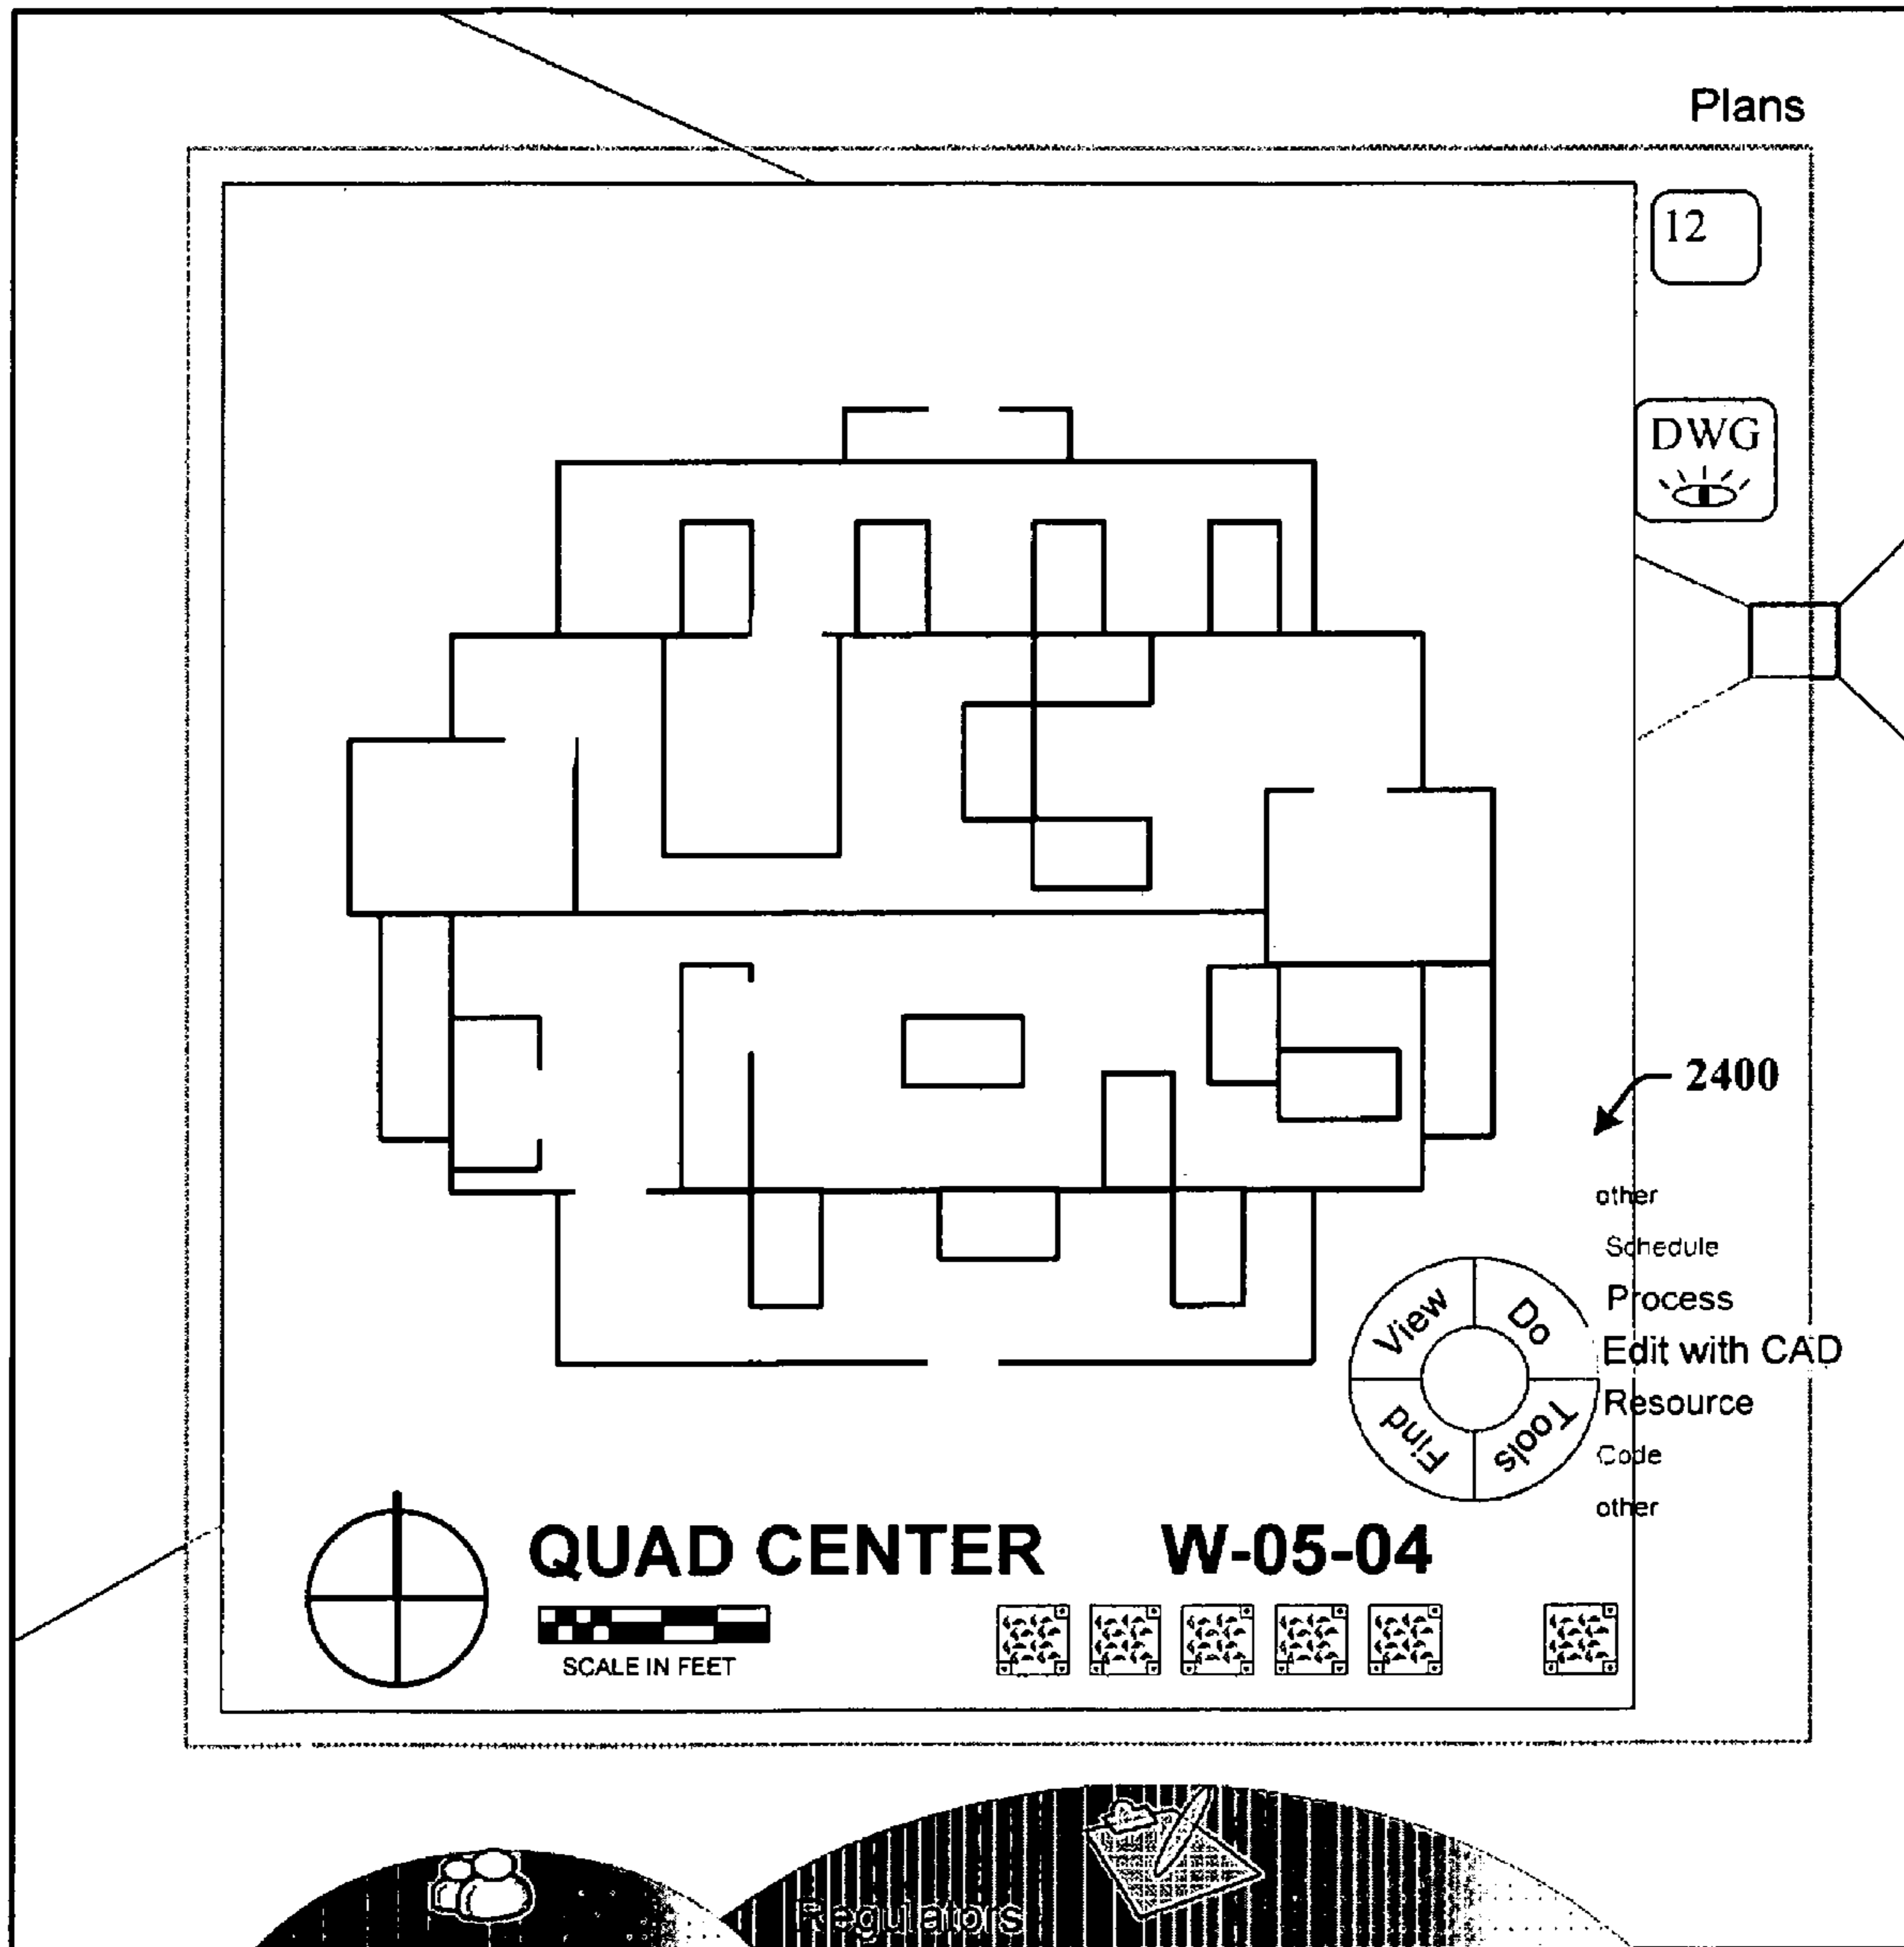 Plans
12
DWG
2400
other
Schedule
Process
Edit with CAD
Resource
Code
other
View
Do
Find
Tools
QUAD CENTER W-05-04
SCALE IN FEET
Regulators